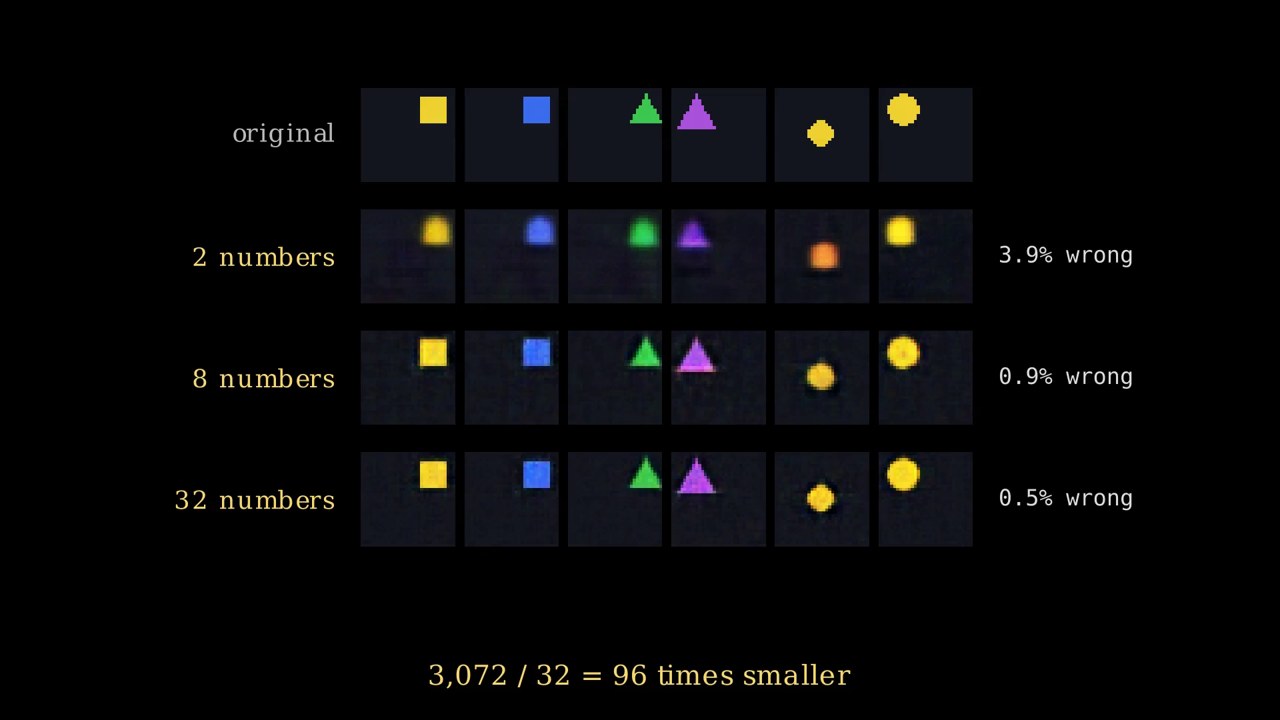 original
2 numbers
3.9% wrong
8 numbers
0.9% wrong
32 numbers
0.5% wrong
3,072 / 32 = 96 times smaller